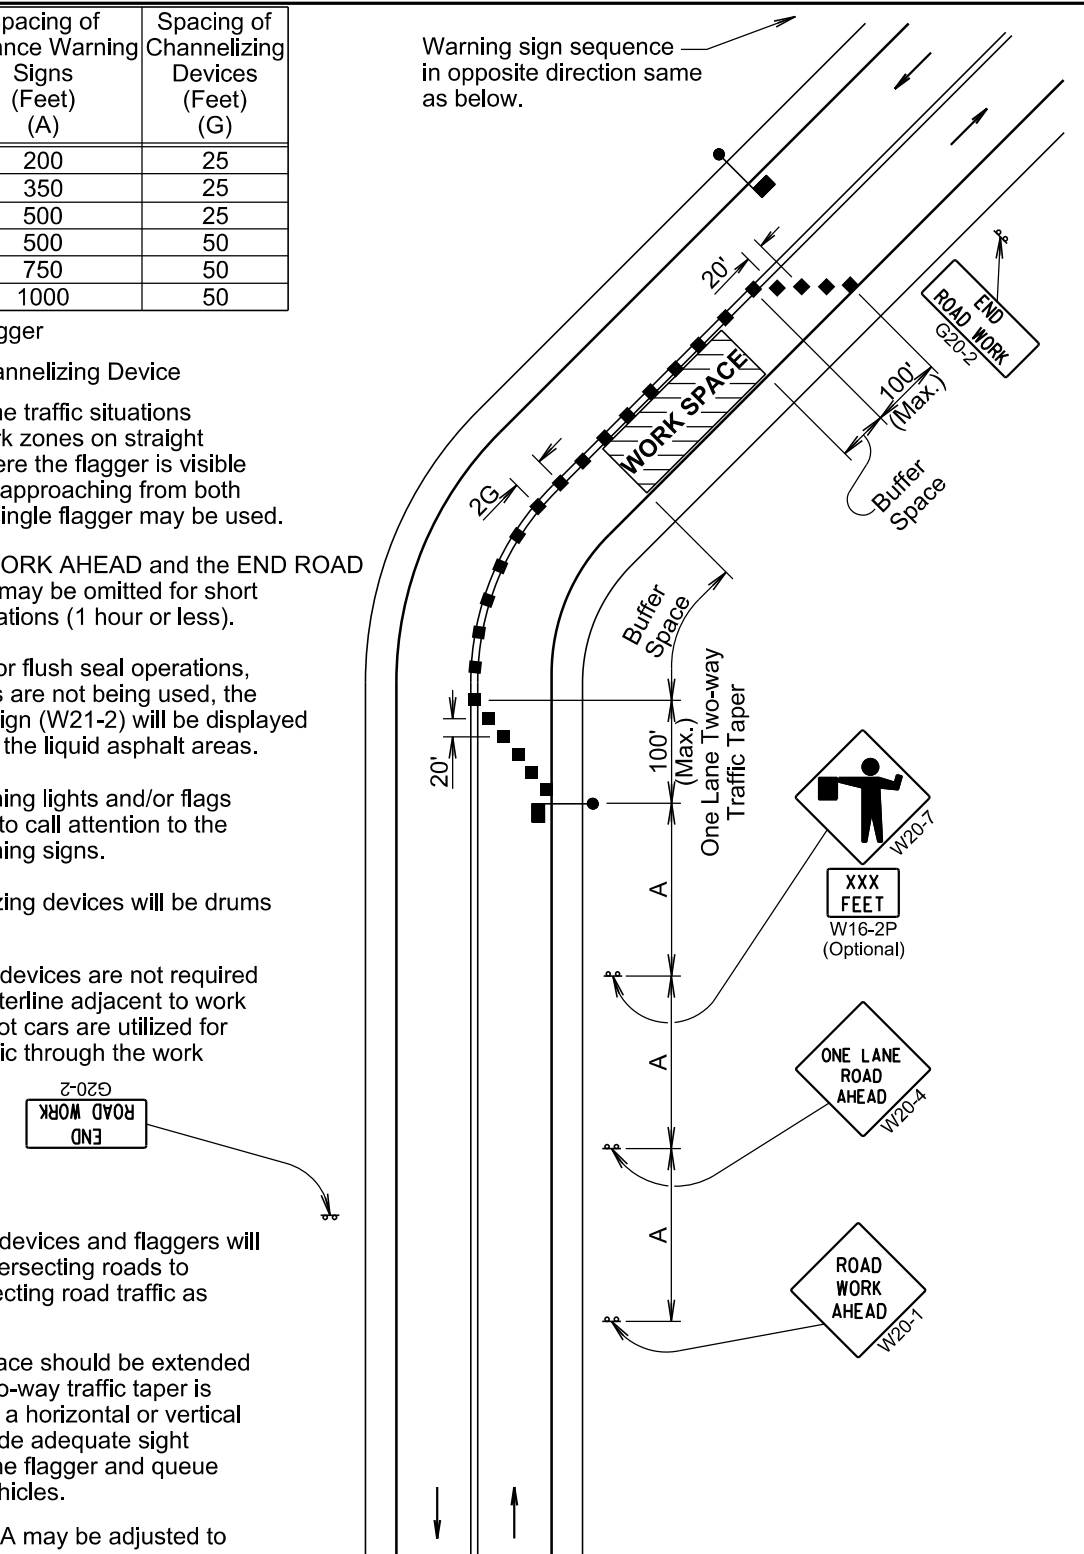 pacing of
ance Warning
Signs
(Feet)
(A)
Spacing of
Channelizing
Devices
(Feet)
(G)
200 25
350 25
500 25
500 50
750 50
1000 50
gger
annelizing Device
ne traffic situations
rk zones on straight
ere the flagger is visible
approaching from both
single flagger may be used.
ORK AHEAD and the END ROAD
may be omitted for short
ations (1 hour or less).
or flush seal operations,
s are not being used, the
ign (W21-2) will be displayed
the liquid asphalt areas.
ning lights and/or flags
to call attention to the
ning signs.
zing devices will be drums
devices are not required
terline adjacent to work
ot cars are utilized for
ic through the work
G20-2
END
ROAD WORK
devices and flaggers will
ersecting roads to
ecting road traffic as
ace should be extended
o-way traffic taper is
a horizontal or vertical
de adequate sight
ne flagger and queue
hicles.
A may be adjusted to
Warning sign sequence
in opposite direction same
as below.
20'
END
ROAD WORK
G20-2
100'
(Max.)
Buffer
Space
WORK SPACE
2G
Buffer
Space
20'
100'
(Max.)
One Lane Two-way
Traffic Taper
A
A
A
W20-7
XXX
FEET
W16-2P
(Optional)
ONE LANE
ROAD
AHEAD
W20-4
ROAD
WORK
AHEAD
W20-1